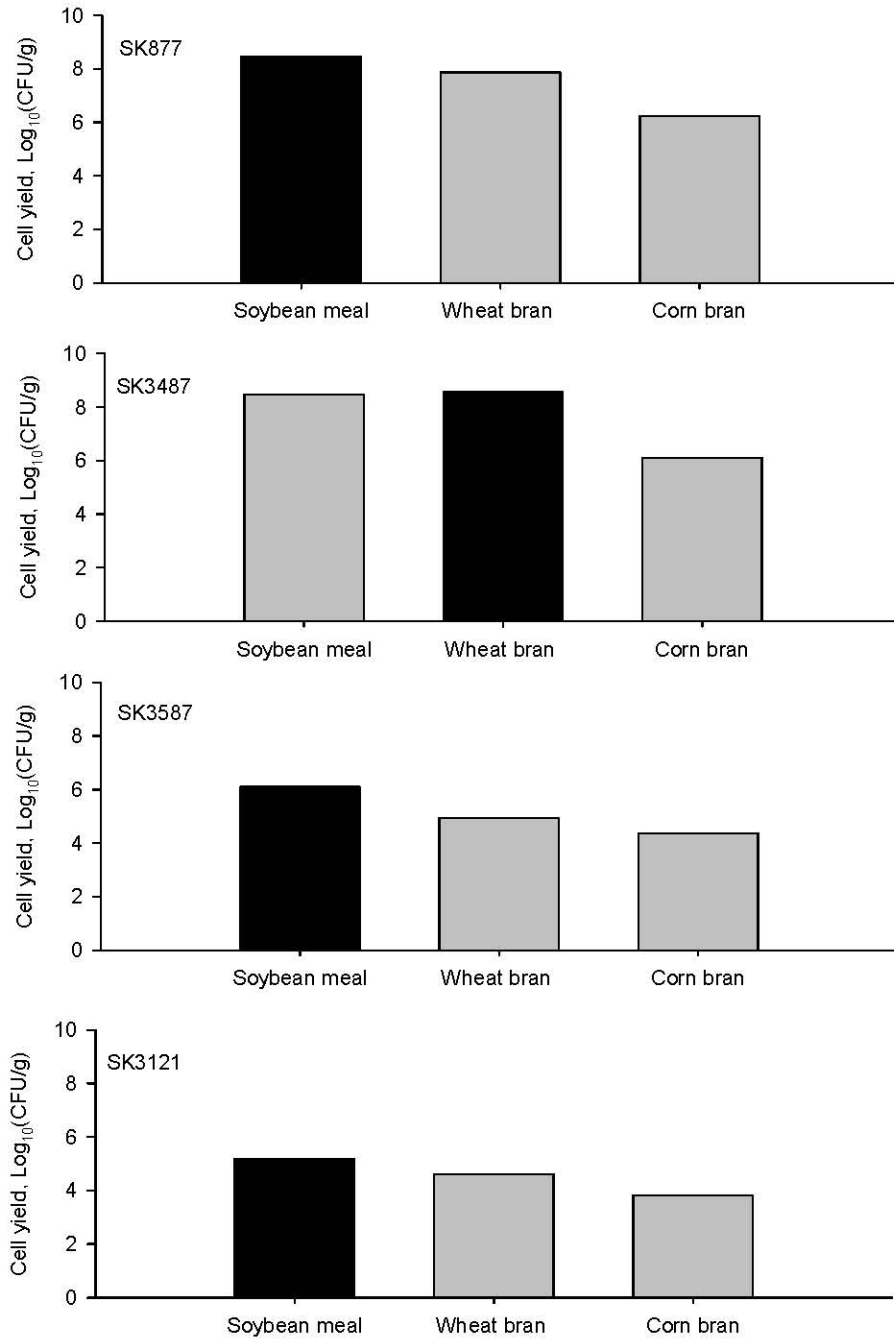 SK877
Cell yield, Log10(CFU/g)
10
8
6
4
2
0
Soybean meal Wheat bran Corn bran
SK3487
Cell yield, Log10(CFU/g)
10
8
6
4
2
0
Soybean meal Wheat bran Corn bran
SK3587
Cell yield, Log10(CFU/g)
10
8
6
4
2
0
Soybean meal Wheat bran Corn bran
SK3121
Cell yield, Log10(CFU/g)
10
8
6
4
2
0
Soybean meal Wheat bran Corn bran